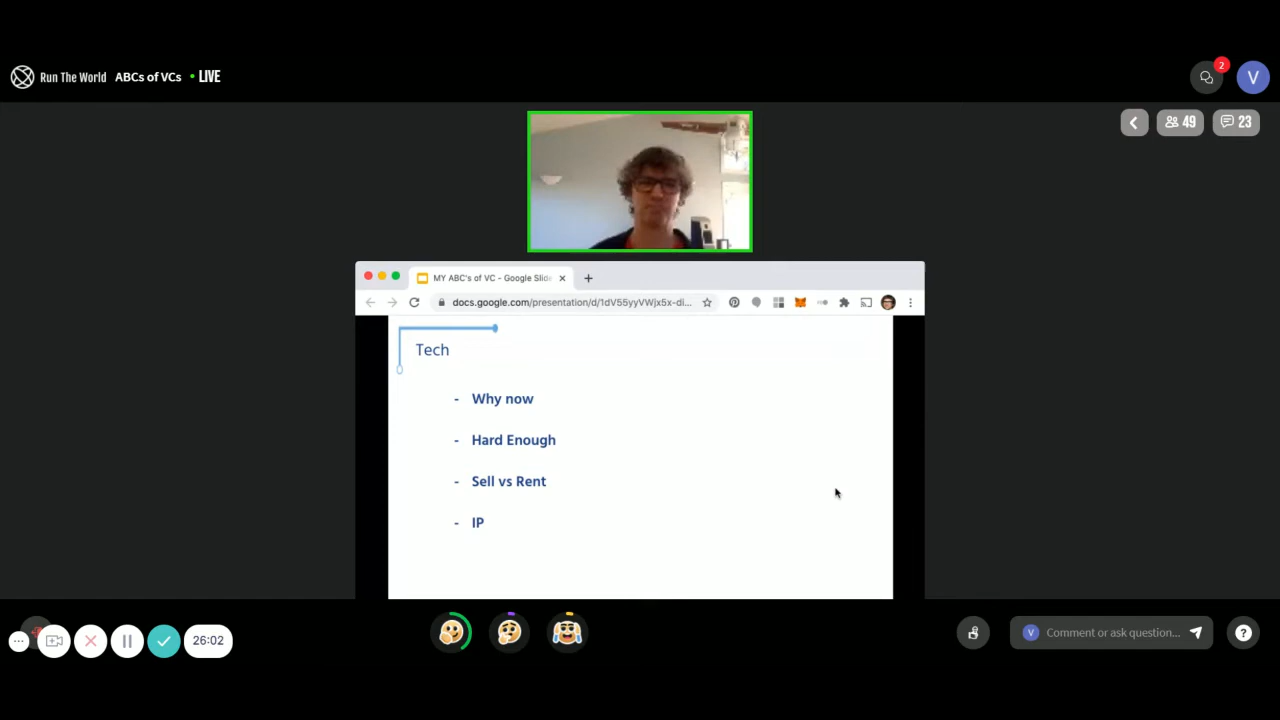 Run The World ABCs of VCs • LIVE
2
V
49
23
MY ABC's of VC - Google Slide
docs.google.com/presentation/d/1dV55yyVWjx5x-di...
Tech
- Why now
- Hard Enough
- Sell vs Rent
- IP
26:02
V Comment or ask question...
?